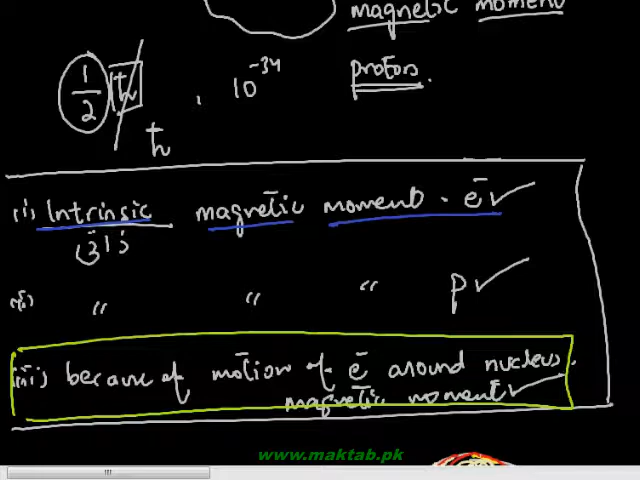 magnetic moment
1/2 ħ , 10^-34 protons.
ħ
(i) Intrinsic magnetic moment . e⁻ ✓
(ii) " " " p ✓
(iii) because of motion of e⁻ around nucleus.
magnetic moment ✓
www.maktab.pk